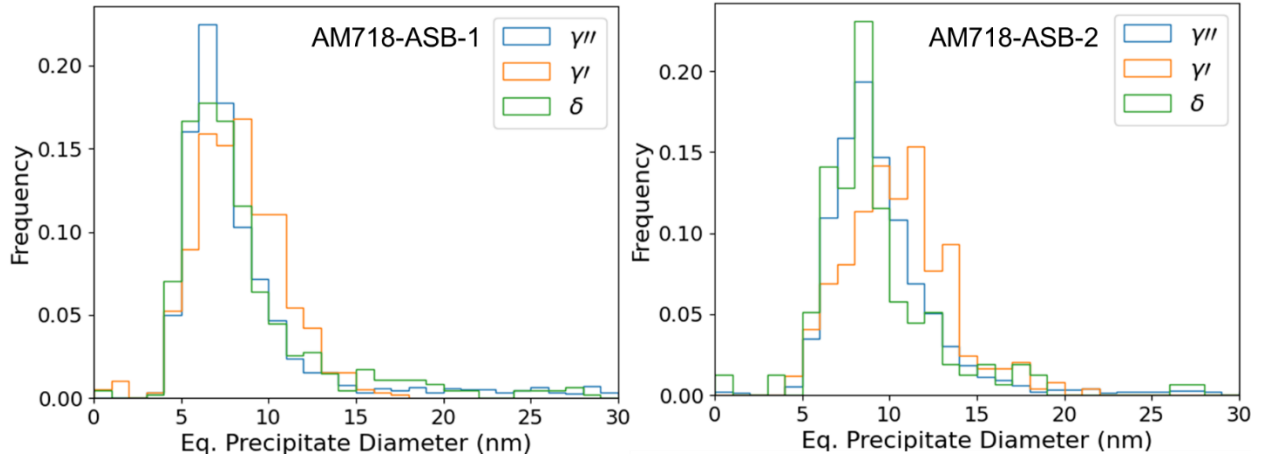 AM718-ASB-1
γ′′
γ′
δ
Frequency
0.20
0.15
0.10
0.05
0.00
0 5 10 15 20 25 30
Eq. Precipitate Diameter (nm)
AM718-ASB-2
γ′′
γ′
δ
Frequency
0.20
0.15
0.10
0.05
0.00
0 5 10 15 20 25 30
Eq. Precipitate Diameter (nm)